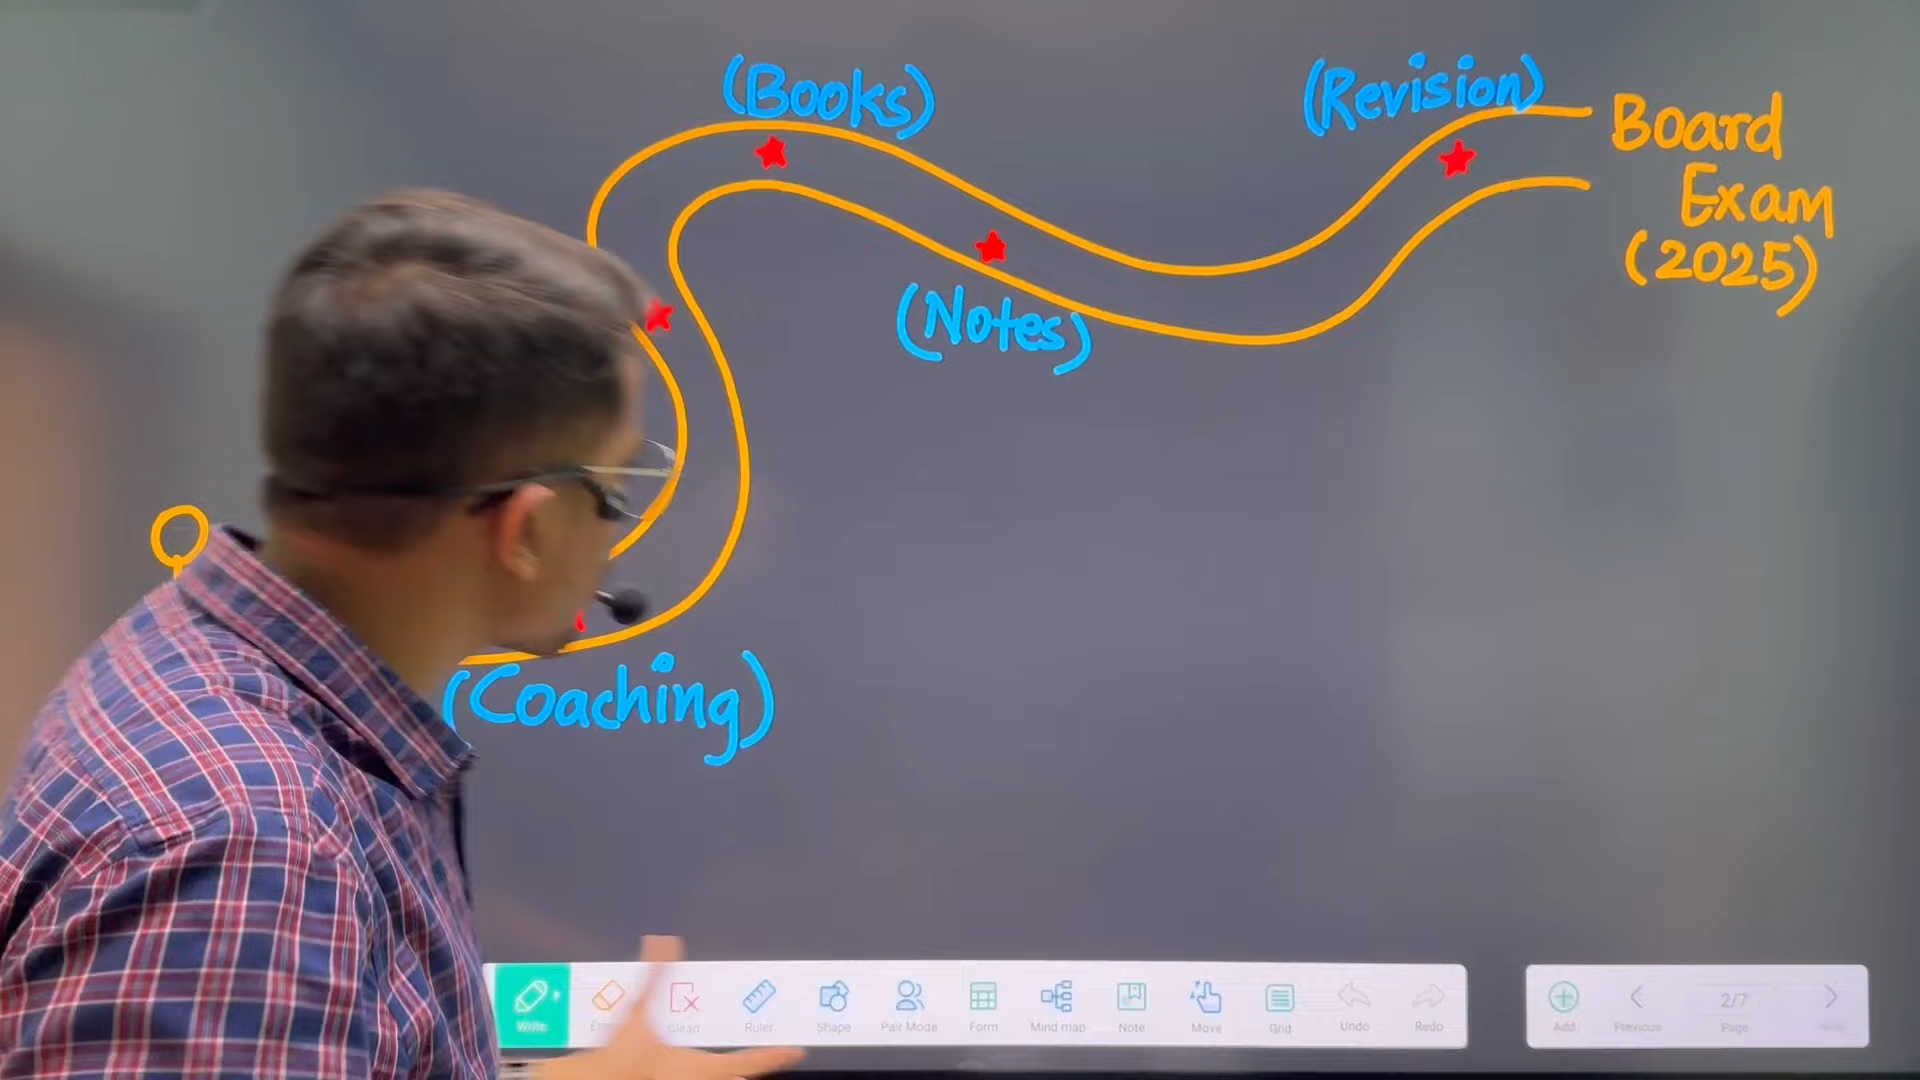 (Books)
(Revision)
Board
Exam
(2025)
(Notes)
(Coaching)
Write
Clean
Ruler
Shape
Pair Mode
Form
Mind map
Note
Move
Grid
Undo
Redo
Add
Previous
2/7
Page